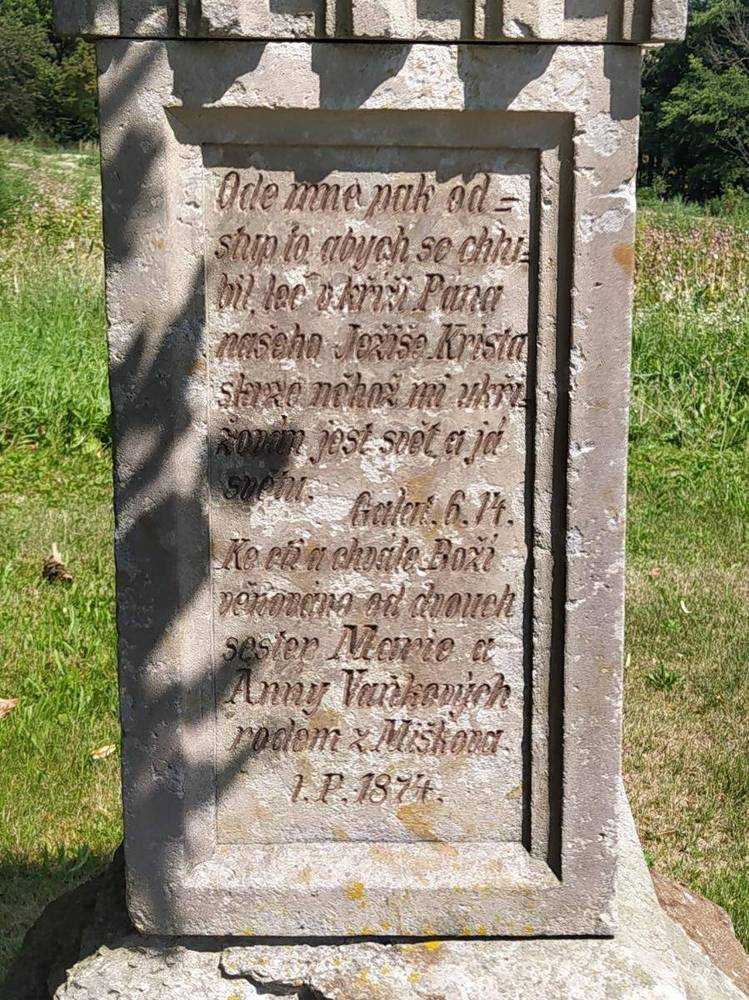 Ode mne pak od=
stup to, abych se chlu-
bil, leč v kříži Pána
našeho Ježíše Krista
skrze něhož mi ukři-
žován jest svět, a já
světu.
Galat. 6. 14.
Ke cti a chvále Boží
věnováno od dvouch
sester Marie a
Anny Vaňkových
rodem z Miškova.
l. P. 1874.